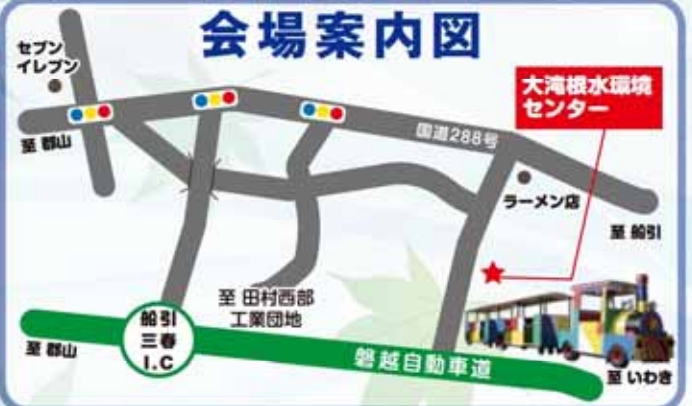 会場案内図
セブン
イレブン
大滝根水環境
センター
国道288号
至 郡山
ラーメン店
至 船引
至 田村西部
工業団地
船引
三春
I.C
至 郡山
磐越自動車道
至 いわき